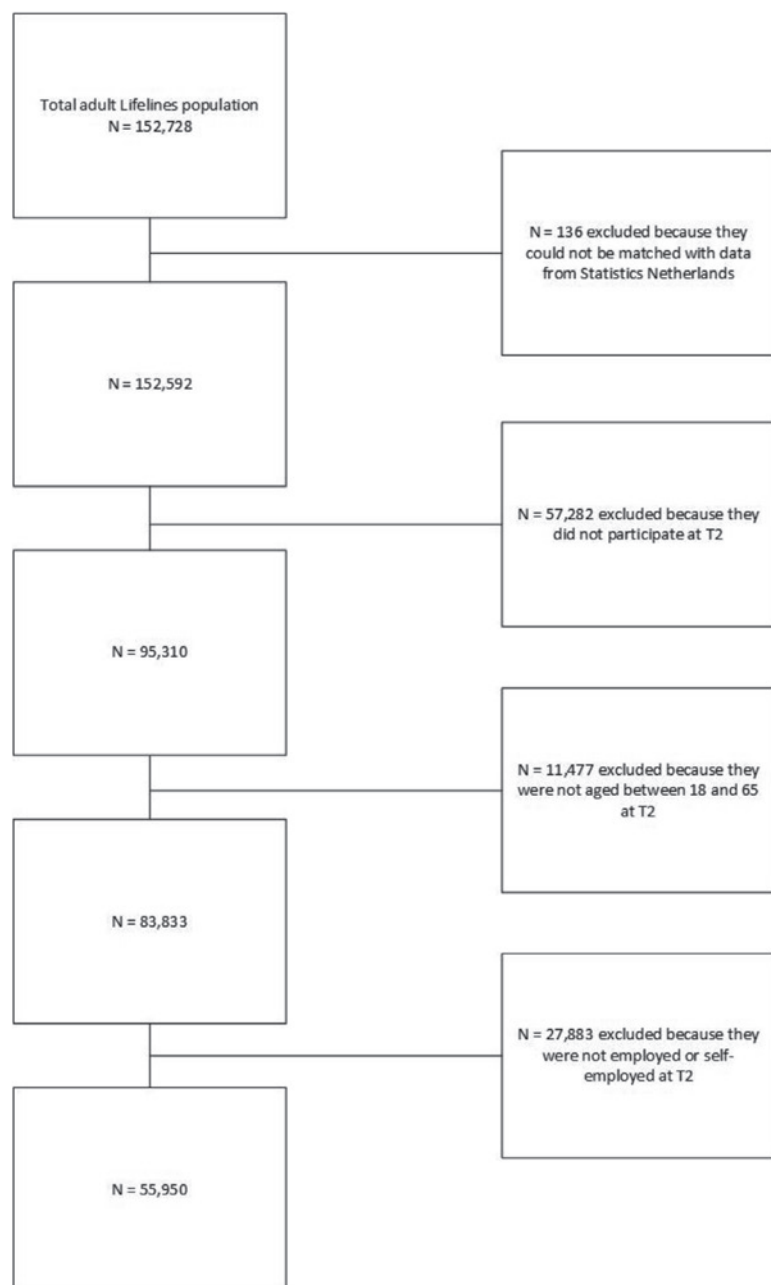 Total adult Lifelines population
N = 152,728
N = 136 excluded because they
could not be matched with data
from Statistics Netherlands
N = 152,592
N = 57,282 excluded because they
did not participate at T2
N = 95,310
N = 11,477 excluded because they
were not aged between 18 and 65
at T2
N = 83,833
N = 27,883 excluded because they
were not employed or self-
employed at T2
N = 55,950